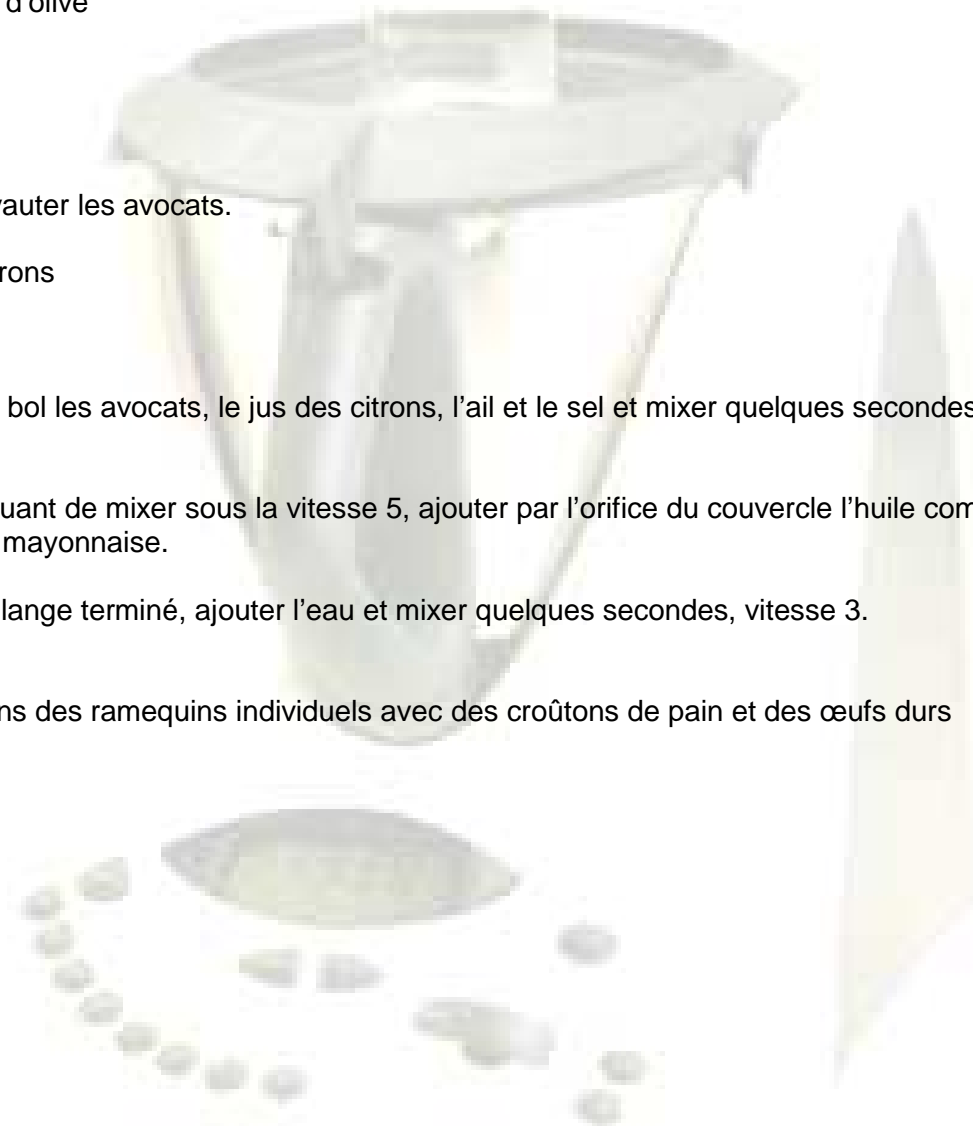 d'olive
yauter les avocats.
rons
bol les avocats, le jus des citrons, l'ail et le sel et mixer quelques secondes
uant de mixer sous la vitesse 5, ajouter par l'orifice du couvercle l'huile com
mayonnaise.
lange terminé, ajouter l'eau et mixer quelques secondes, vitesse 3.
ns des ramequins individuels avec des croûtons de pain et des œufs durs